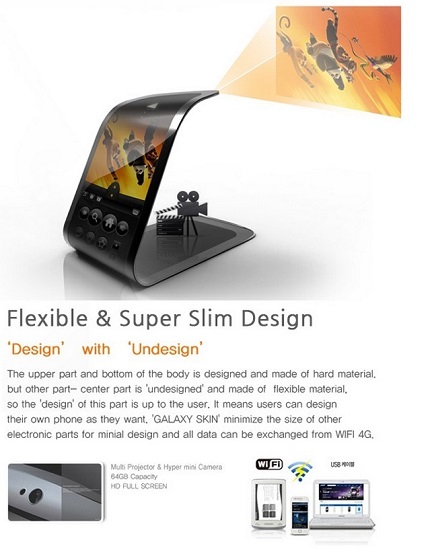 Flexible & Super Slim Design
'Design' with 'Undesign'
The upper part and bottom of the body is designed and made of hard material.
but other part- center part is 'undesigned' and made of flexible material,
so the 'design' of this part is up to the user. It means users can design
their own phone as they want. 'GALAXY SKIN' minimize the size of other
electronic parts for minial design and all data can be exchanged from WIFI 4G.
Multi Projector & Hyper mini Camera
64GB Capacity
HD FULL SCREEN
WiFi
USB 케이블